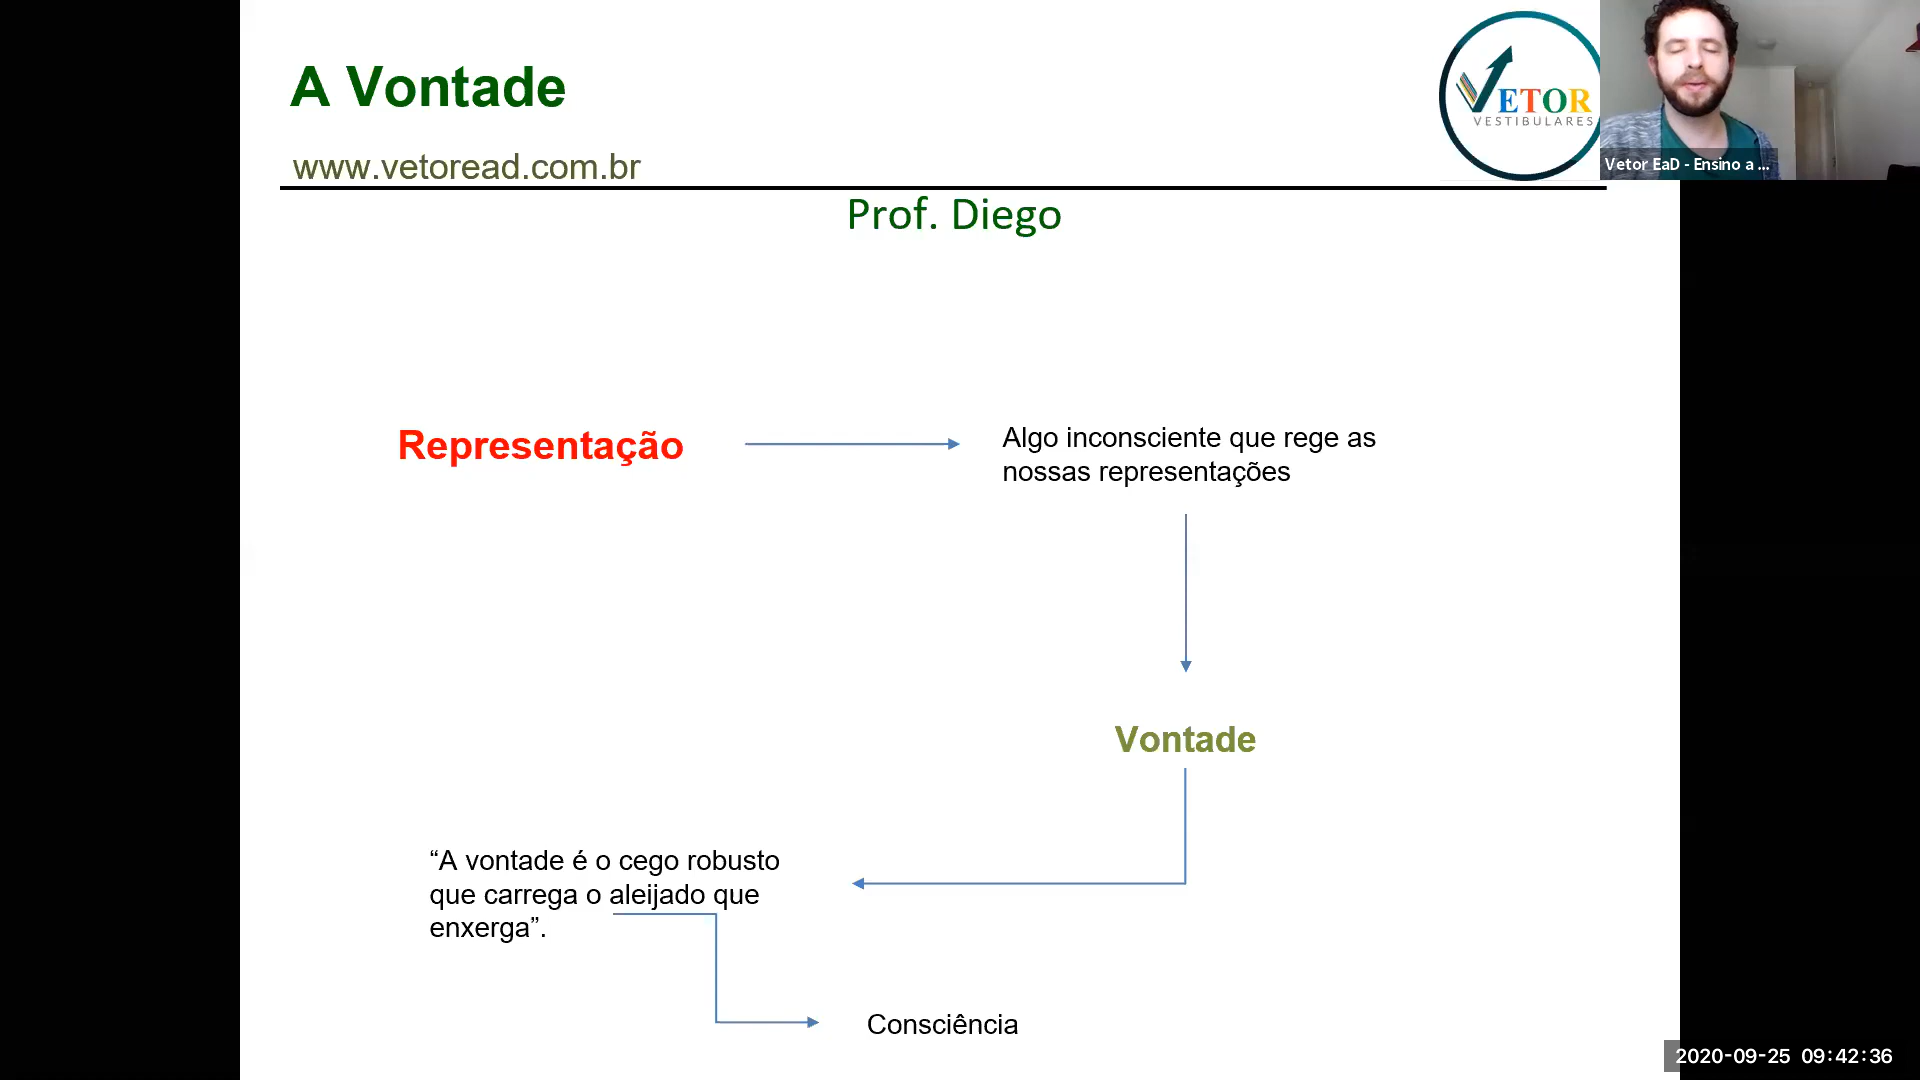 A Vontade
VETOR
VESTIBULARES
www.vetoread.com.br
Vetor EaD - Ensino a ...
Prof. Diego
Representação
Algo inconsciente que rege as
nossas representações
Vontade
“A vontade é o cego robusto
que carrega o aleijado que
enxerga”.
Consciência
2020-09-25 09:42:36